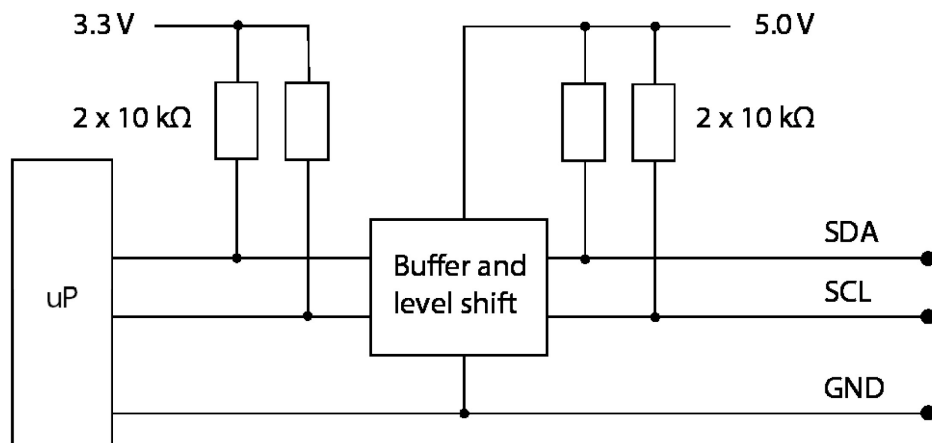 3.3 V
5.0 V
2 x 10 kΩ
2 x 10 kΩ
SDA
Buffer and
level shift
uP
SCL
GND